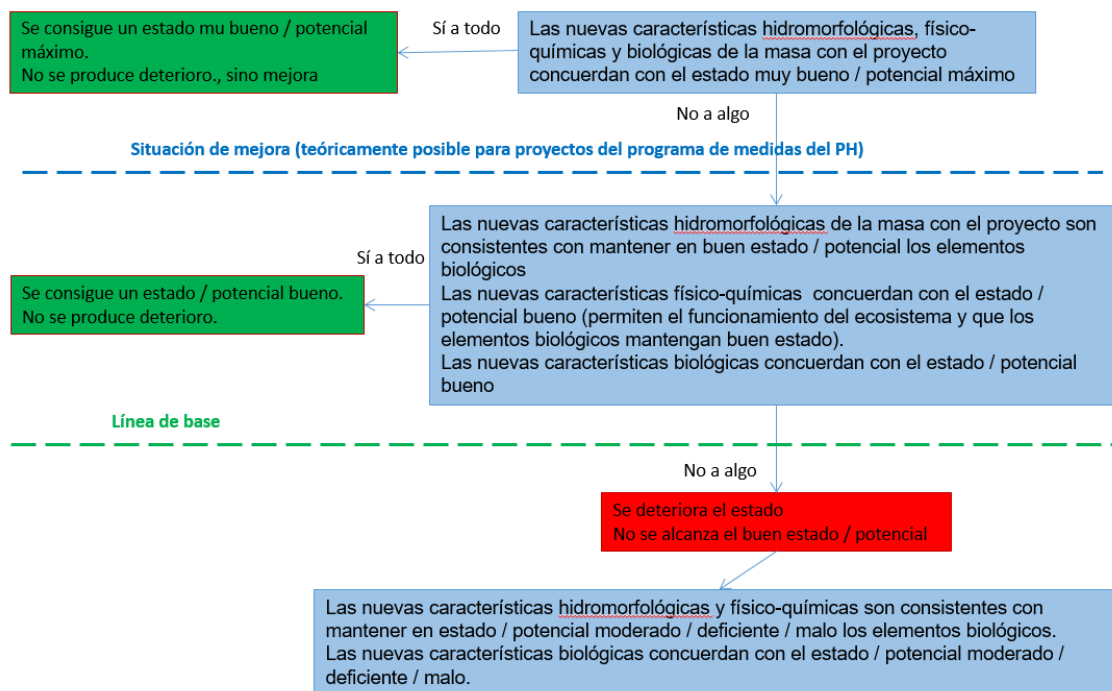 Se consigue un estado mu bueno / potencial
máximo.
No se produce deterioro., sino mejora
Sí a todo
Las nuevas características hidromorfológicas, físico-
químicas y biológicas de la masa con el proyecto
concuerdan con el estado muy bueno / potencial máximo
No a algo
Situación de mejora (teóricamente posible para proyectos del programa de medidas del PH)
Las nuevas características hidromorfológicas de la masa con el proyecto son
consistentes con mantener en buen estado / potencial los elementos
biológicos
Las nuevas características físico-químicas concuerdan con el estado /
potencial bueno (permiten el funcionamiento del ecosistema y que los
elementos biológicos mantengan buen estado).
Las nuevas características biológicas concuerdan con el estado / potencial
bueno
Sí a todo
Se consigue un estado / potencial bueno.
No se produce deterioro.
Línea de base
No a algo
Se deteriora el estado
No se alcanza el buen estado / potencial
Las nuevas características hidromorfológicas y físico-químicas son consistentes con
mantener en estado / potencial moderado / deficiente / malo los elementos biológicos.
Las nuevas características biológicas concuerdan con el estado / potencial moderado /
deficiente / malo.